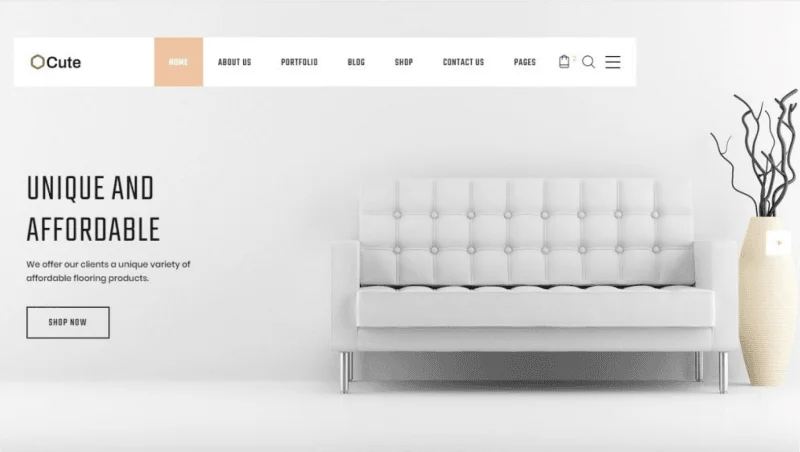 Cute
HOME ABOUT US PORTFOLIO BLOG SHOP CONTACT US PAGES
UNIQUE AND
AFFORDABLE
We offer our clients a unique variety of
affordable flooring products.
SHOP NOW